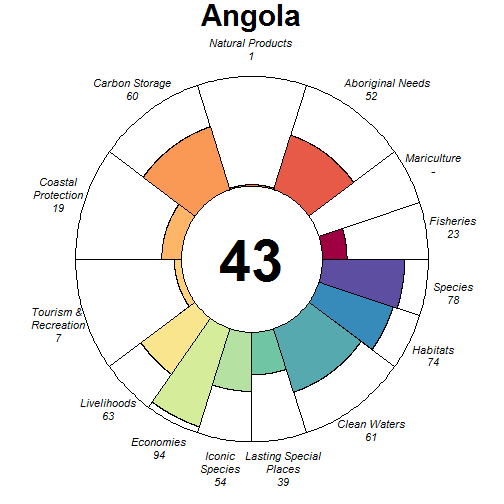 Angola
Natural Products
1
Carbon Storage
60
Aboriginal Needs
52
Mariculture
-
Coastal
Protection
19
Fisheries
23
43
Species
78
Tourism &
Recreation
7
Habitats
74
Livelihoods
63
Clean Waters
61
Economies
94
Iconic
Species
54
Lasting Special
Places
39